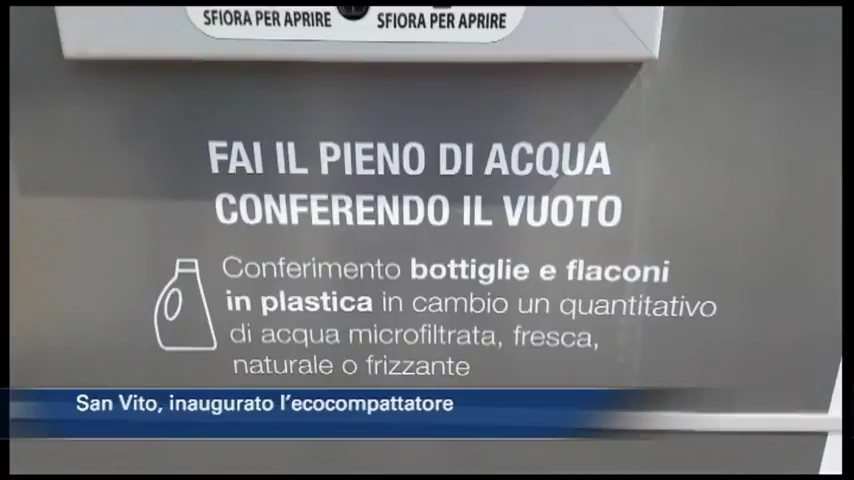 SFIORA PER APRIRE SFIORA PER APRIRE
FAI IL PIENO DI ACQUA
CONFERENDO IL VUOTO
Conferimento bottiglie e flaconi
in plastica in cambio un quantitativo
di acqua microfiltrata, fresca,
naturale o frizzante
San Vito, inaugurato l'ecocompattatore